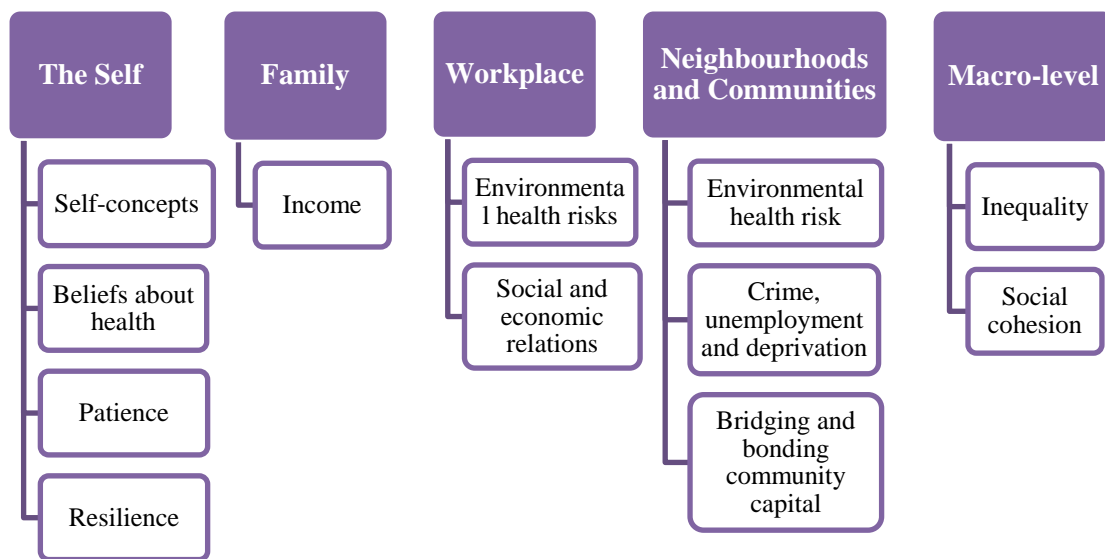 The Self
Self-concepts
Beliefs about
health
Patience
Resilience
Family
Income
Workplace
Environmenta
l health risks
Social and
economic
relations
Neighbourhoods
and Communities
Environmental
health risk
Crime,
unemployment
and deprivation
Bridging and
bonding
community
capital
Macro-level
Inequality
Social
cohesion